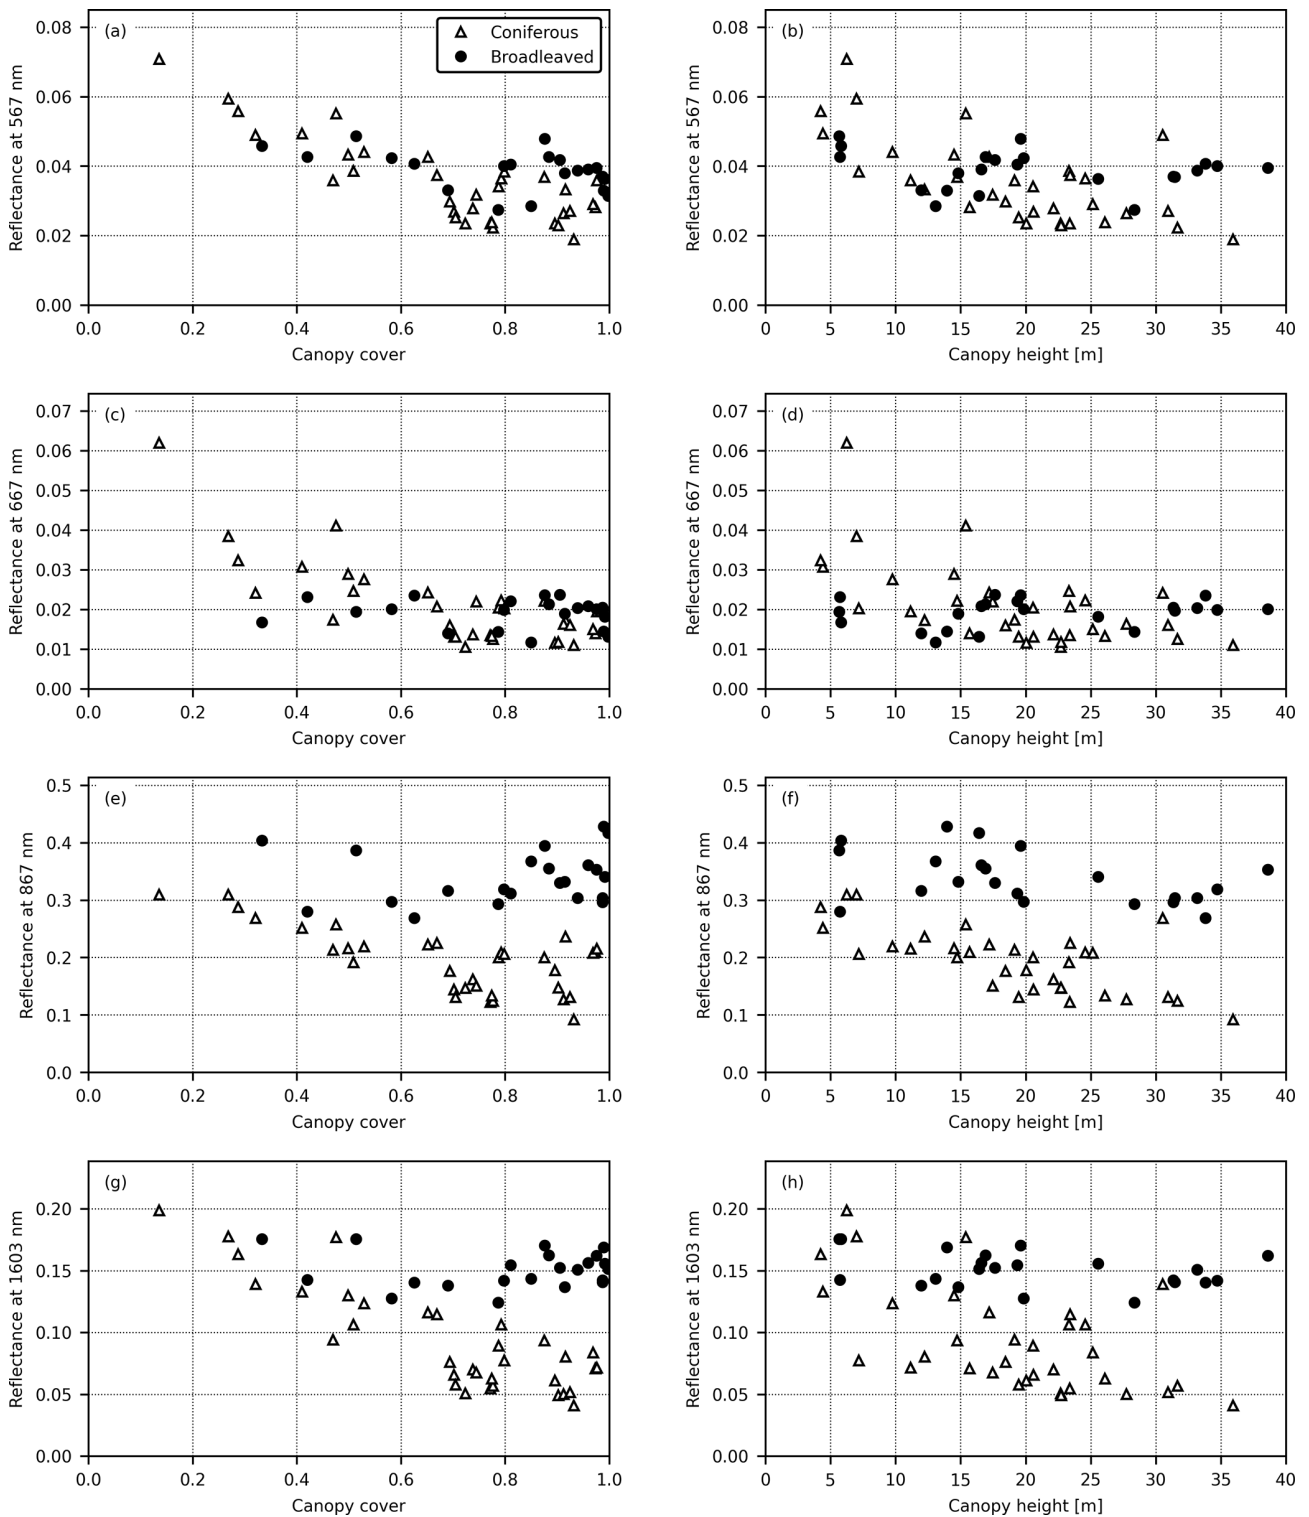 (a)
Coniferous
Broadleaved
Reflectance at 567 nm
0.08
0.06
0.04
0.02
0.00
0.0 0.2 0.4 0.6 0.8 1.0
Canopy cover
(b)
Reflectance at 567 nm
0.08
0.06
0.04
0.02
0.00
0 5 10 15 20 25 30 35 40
Canopy height [m]
(c)
Reflectance at 667 nm
0.07
0.06
0.05
0.04
0.03
0.02
0.01
0.00
0.0 0.2 0.4 0.6 0.8 1.0
Canopy cover
(d)
Reflectance at 667 nm
0.07
0.06
0.05
0.04
0.03
0.02
0.01
0.00
0 5 10 15 20 25 30 35 40
Canopy height [m]
(e)
Reflectance at 867 nm
0.5
0.4
0.3
0.2
0.1
0.0
0.0 0.2 0.4 0.6 0.8 1.0
Canopy cover
(f)
Reflectance at 867 nm
0.5
0.4
0.3
0.2
0.1
0.0
0 5 10 15 20 25 30 35 40
Canopy height [m]
(g)
Reflectance at 1603 nm
0.20
0.15
0.10
0.05
0.00
0.0 0.2 0.4 0.6 0.8 1.0
Canopy cover
(h)
Reflectance at 1603 nm
0.20
0.15
0.10
0.05
0.00
0 5 10 15 20 25 30 35 40
Canopy height [m]